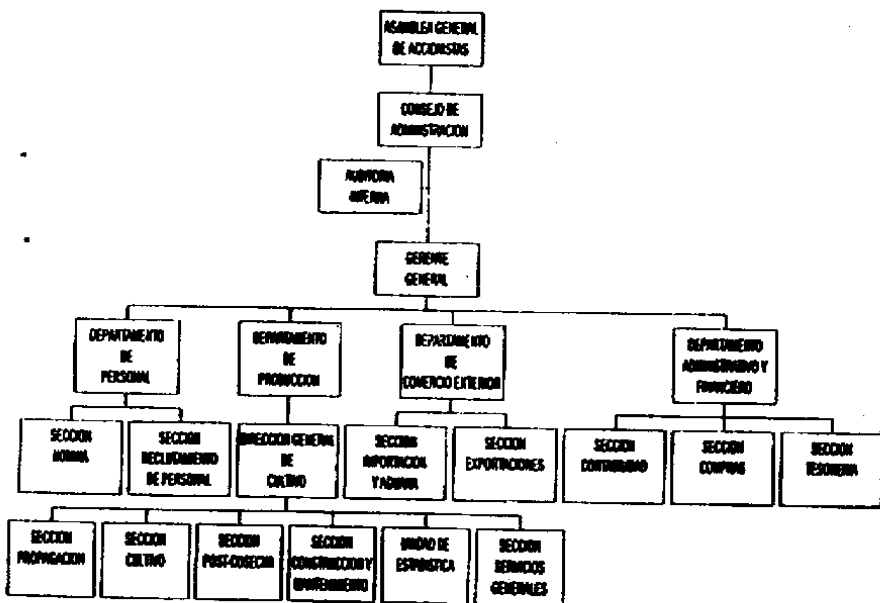 ASAMBLEA GENERAL
DE ACCIONISTAS
CONSEJO DE
ADMINISTRACION
AUDITORIA
INTERNA
GERENTE
GENERAL
DEPARTAMENTO
DE
PERSONAL
DEPARTAMENTO
DE
PRODUCCION
DEPARTAMENTO
DE
COMERCIO EXTERIOR
DEPARTAMENTO
ADMINISTRATIVO Y
FINANCIERO
SECCION
SECCION
RECLUTAMIENTO
DE PERSONAL
DIRECCION GENERAL
DE
CULTIVO
SECCION
IMPORTACION
Y ADUANA
SECCION
EXPORTACIONES
SECCION
CONTABILIDAD
SECCION
COMPRAS
SECCION
TESORERIA
SECCION
PROPAGACION
SECCION
CULTIVO
SECCION
POST-COSECHA
SECCION
CONSTRUCCION Y
MANTENIMIENTO
UNIDAD DE
ESTADISTICA
SECCION
SERVICIOS
GENERALES